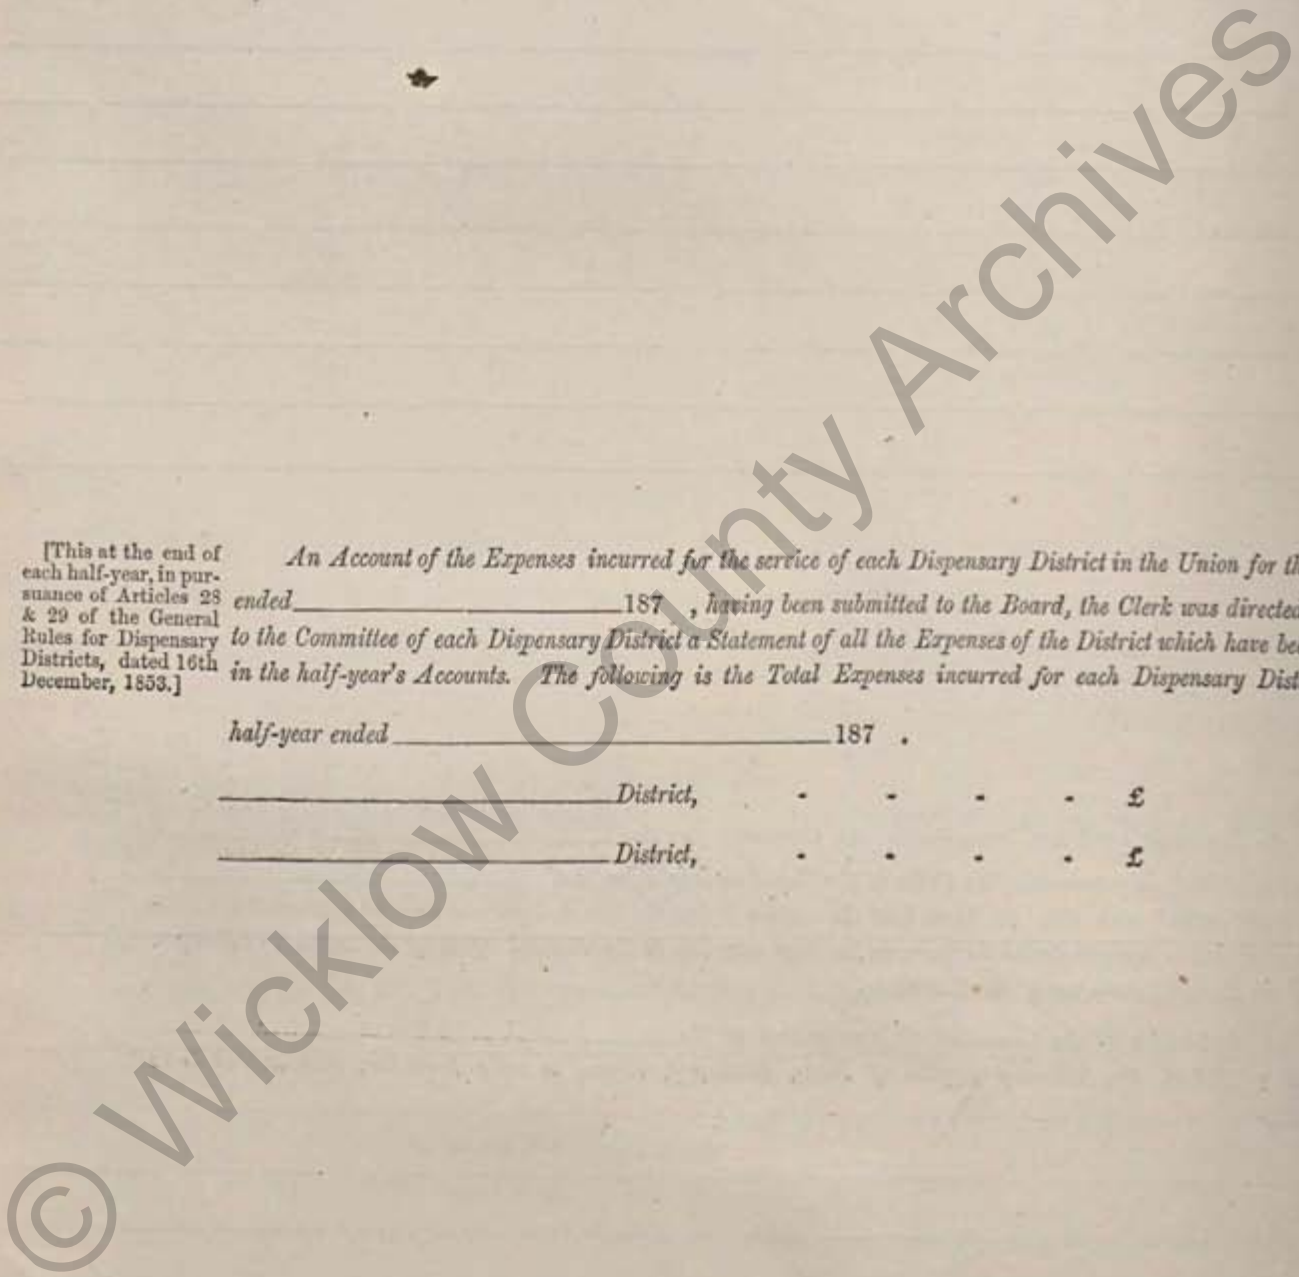 [This at the end of
each half-year, in pur-
suance of Articles 28
& 29 of the General
Rules for Dispensary
Districts, dated 16th
December, 1853.]
An Account of the Expenses incurred for the service of each Dispensary District in the Union for th
ended 187 , having been submitted to the Board, the Clerk was directed
to the Committee of each Dispensary District a Statement of all the Expenses of the District which have bee
in the half-year's Accounts. The following is the Total Expenses incurred for each Dispensary Dist
half-year ended 187 .
District, - - - - £
District, - - - - £
© Wicklow County Archives